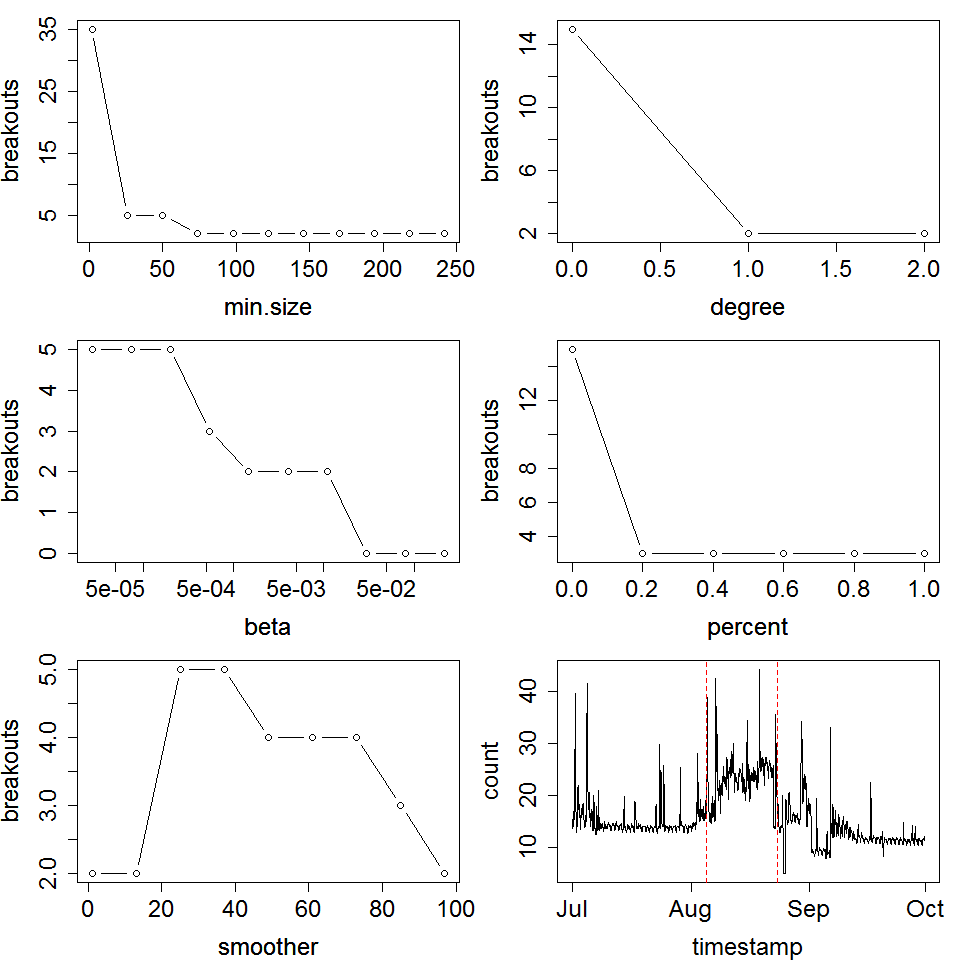 breakouts
35
25
15
5
0 50 100 150 200 250
min.size
breakouts
14
10
6
2
0.0 0.5 1.0 1.5 2.0
degree
breakouts
5
4
3
2
1
0
5e-05 5e-04 5e-03 5e-02
beta
breakouts
12
8
6
4
0.0 0.2 0.4 0.6 0.8 1.0
percent
breakouts
5.0
4.0
3.0
2.0
0 20 40 60 80 100
smoother
count
40
30
20
10
Jul Aug Sep Oct
timestamp